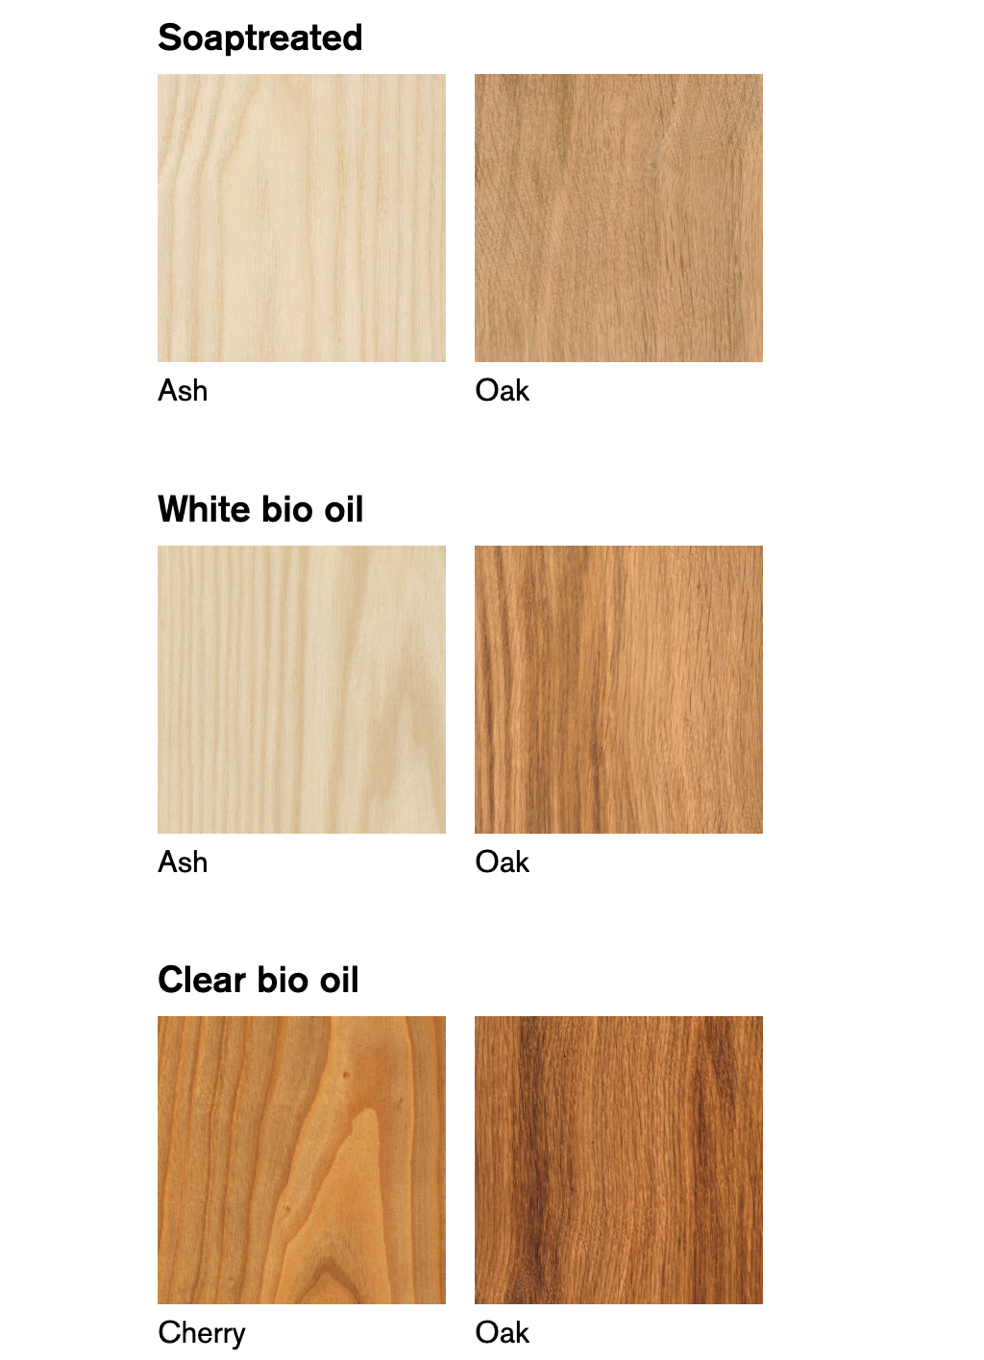 Soaptreated
Ash
Oak
White bio oil
Ash
Oak
Clear bio oil
Cherry
Oak